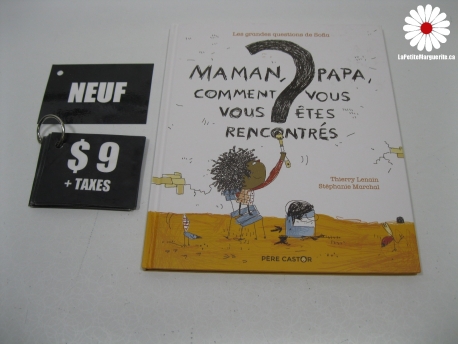 NEUF
$ 9
+ TAXES
Les grandes questions de Sofia
MAMAN, PAPA,
COMMENT VOUS
VOUS ÊTES
RENCONTRÉS
?
Thierry Lenain
Stéphanie Marchal
PÈRE CASTOR
LaPetiteMarguerite.ca